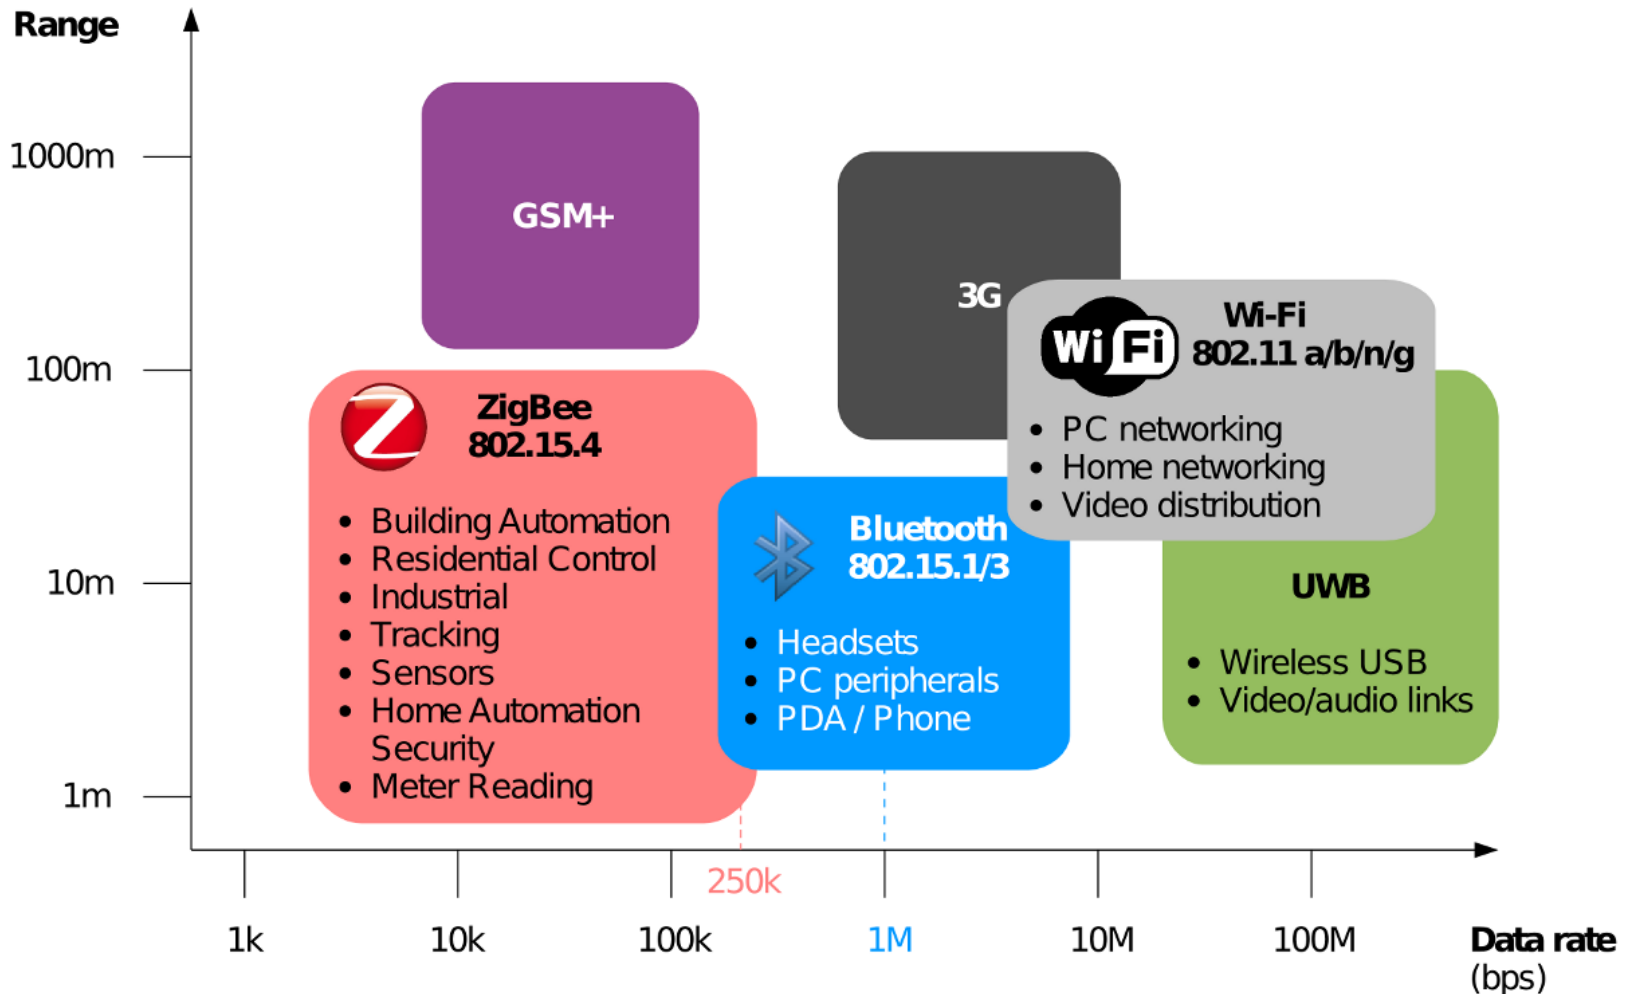 Range
1000m
100m
10m
1m
GSM+
3G
Wi Fi
Wi-Fi
802.11 a/b/n/g
• PC networking
• Home networking
• Video distribution
Z
ZigBee
802.15.4
• Building Automation
• Residential Control
• Industrial
• Tracking
• Sensors
• Home Automation
Security
• Meter Reading
Bluetooth
802.15.1/3
• Headsets
• PC peripherals
• PDA / Phone
UWB
• Wireless USB
• Video/audio links
250k
1k
10k
100k
1M
10M
100M
Data rate
(bps)